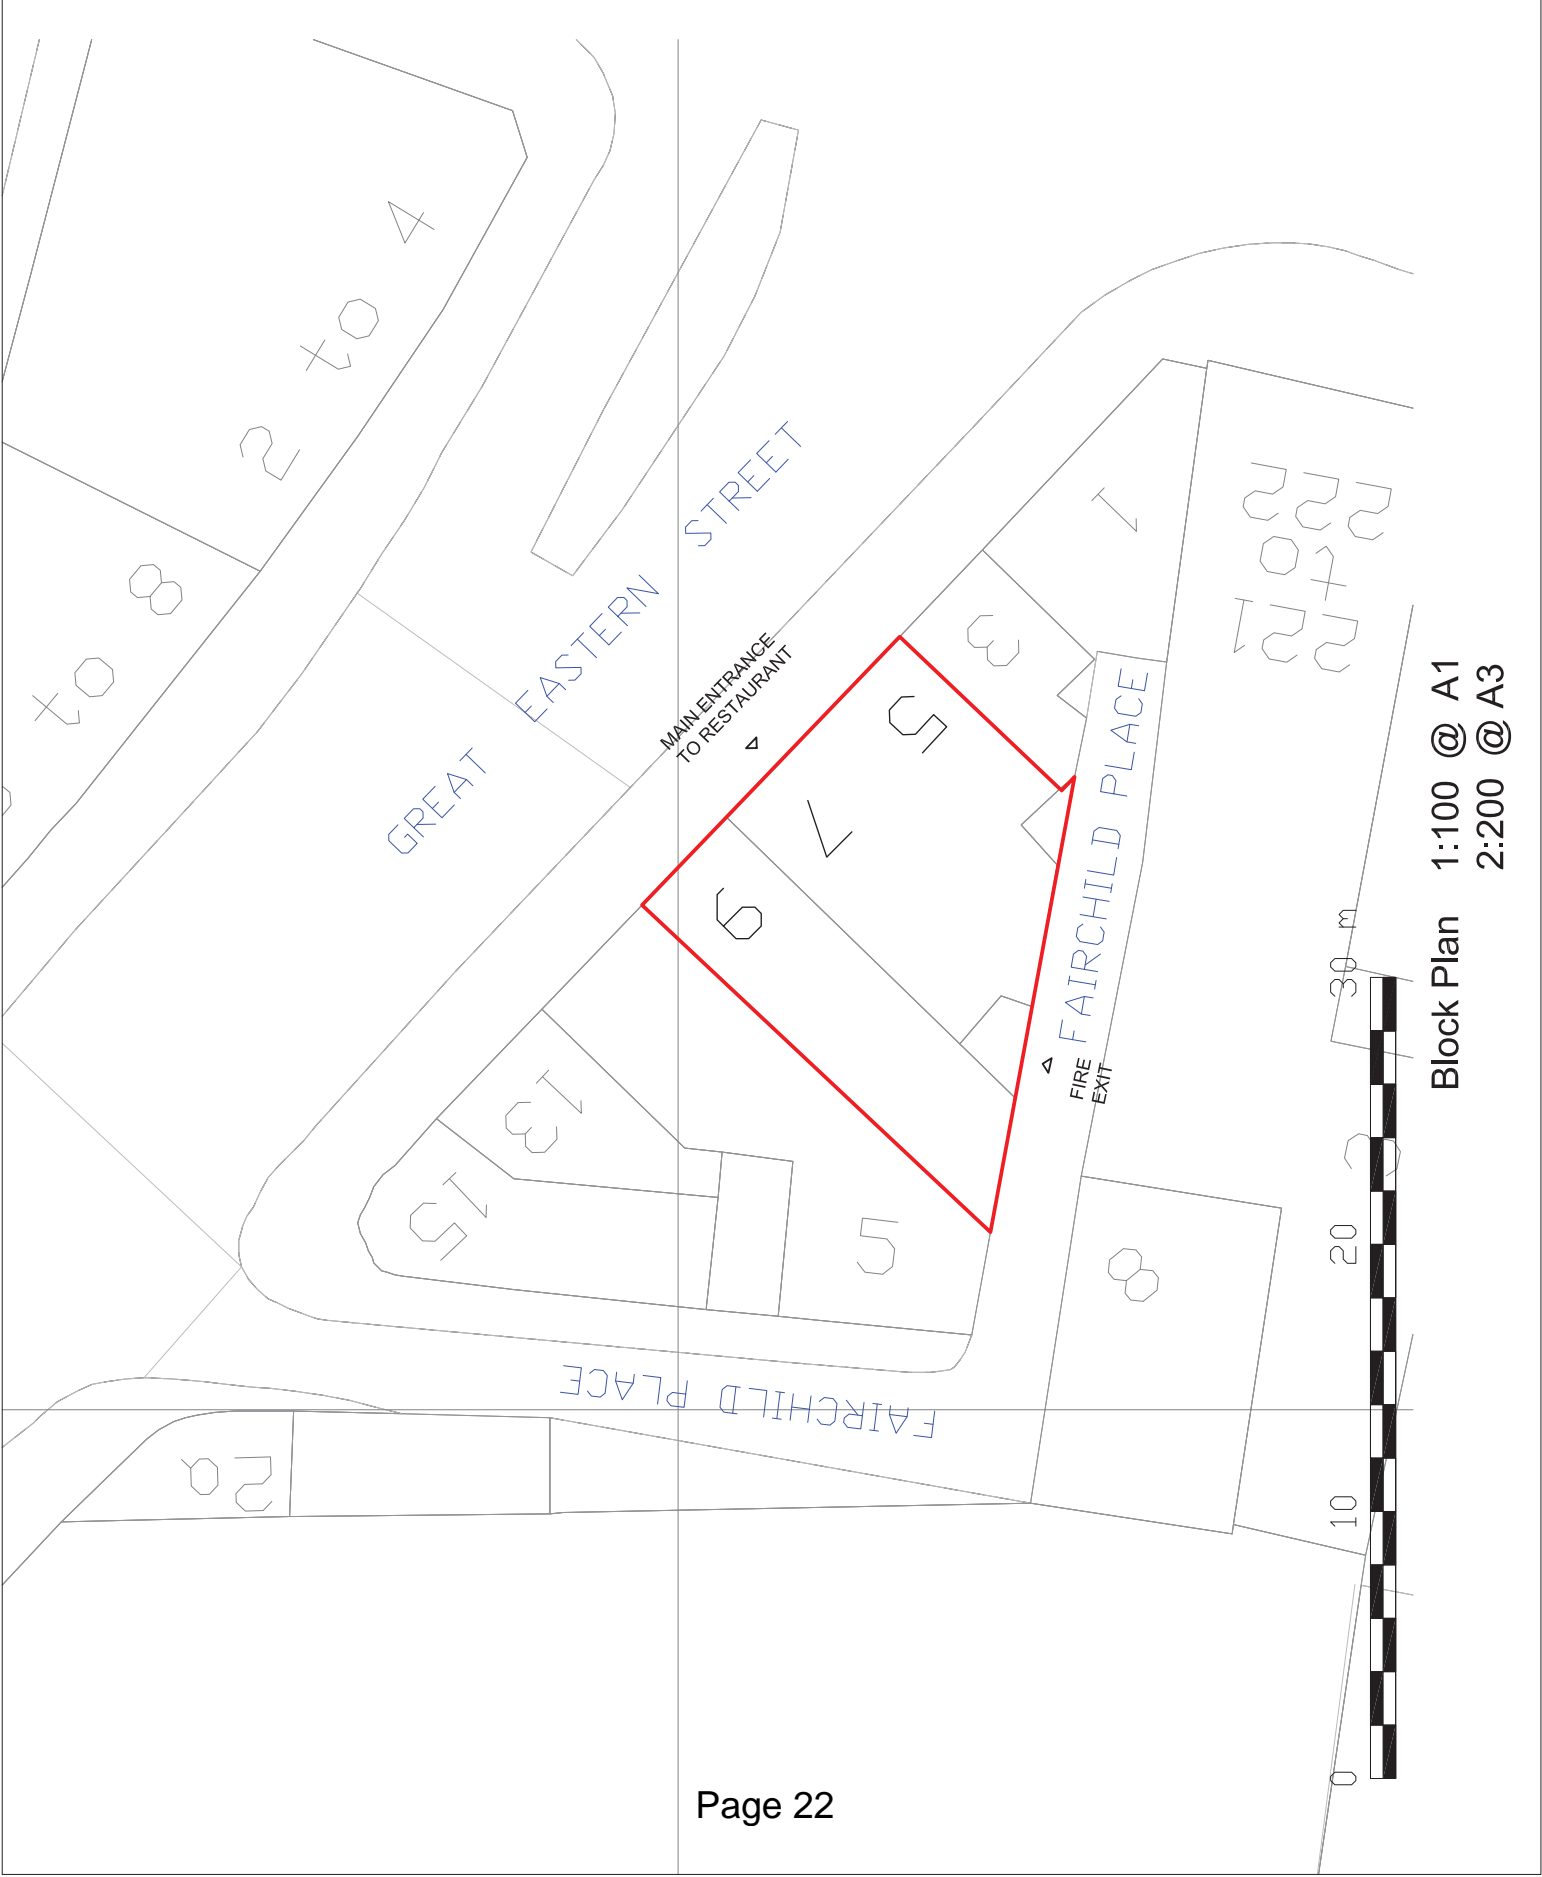 2 to 4
to 8
GREAT EASTERN STREET
MAIN ENTRANCE
TO RESTAURANT
1
3
5
7
9
13
15
5
FAIRCHILD PLACE
FIRE
EXIT
FAIRCHILD PLACE
8
221
to
222
0 10 20 30 m
Block Plan 1:100 @ A1
2:200 @ A3
Page 22